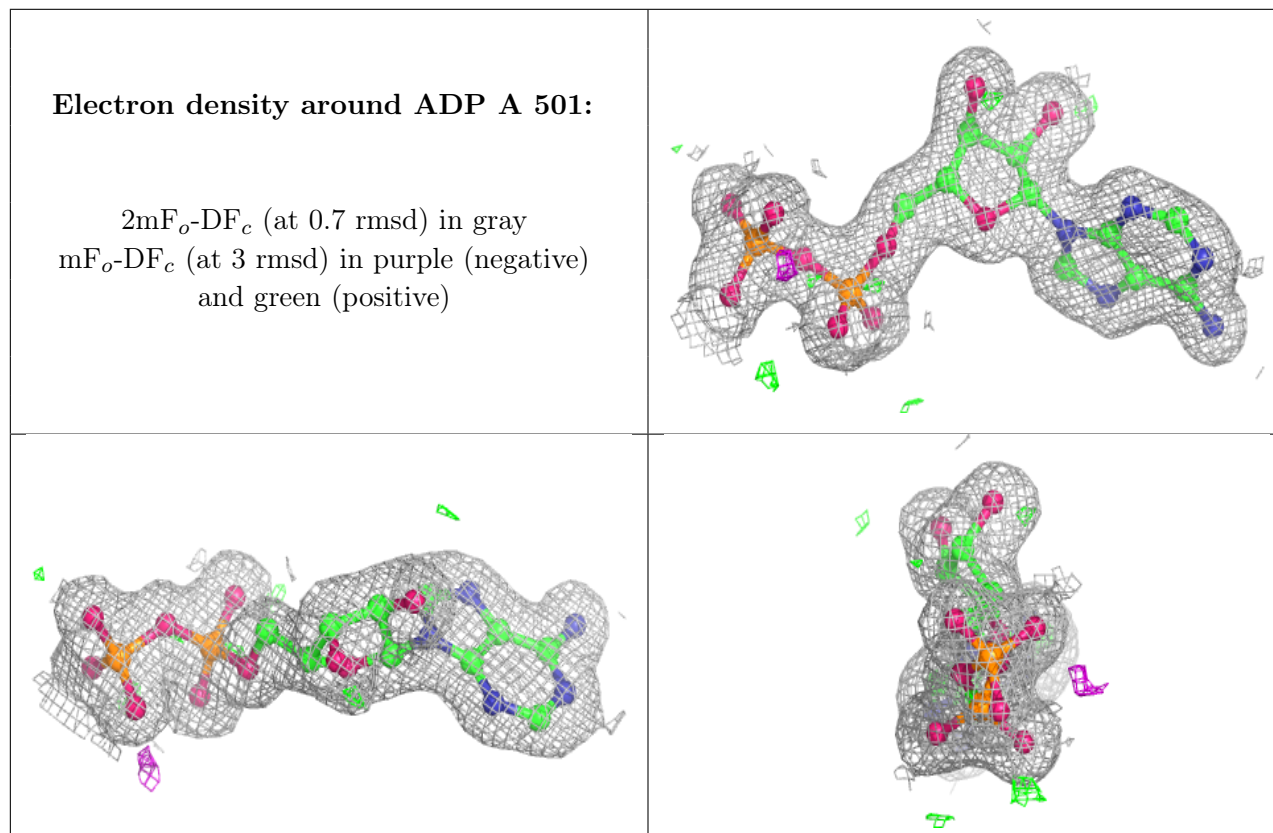 Electron density around ADP A 501:
2mFo-DFc (at 0.7 rmsd) in gray
mFo-DFc (at 3 rmsd) in purple (negative)
and green (positive)